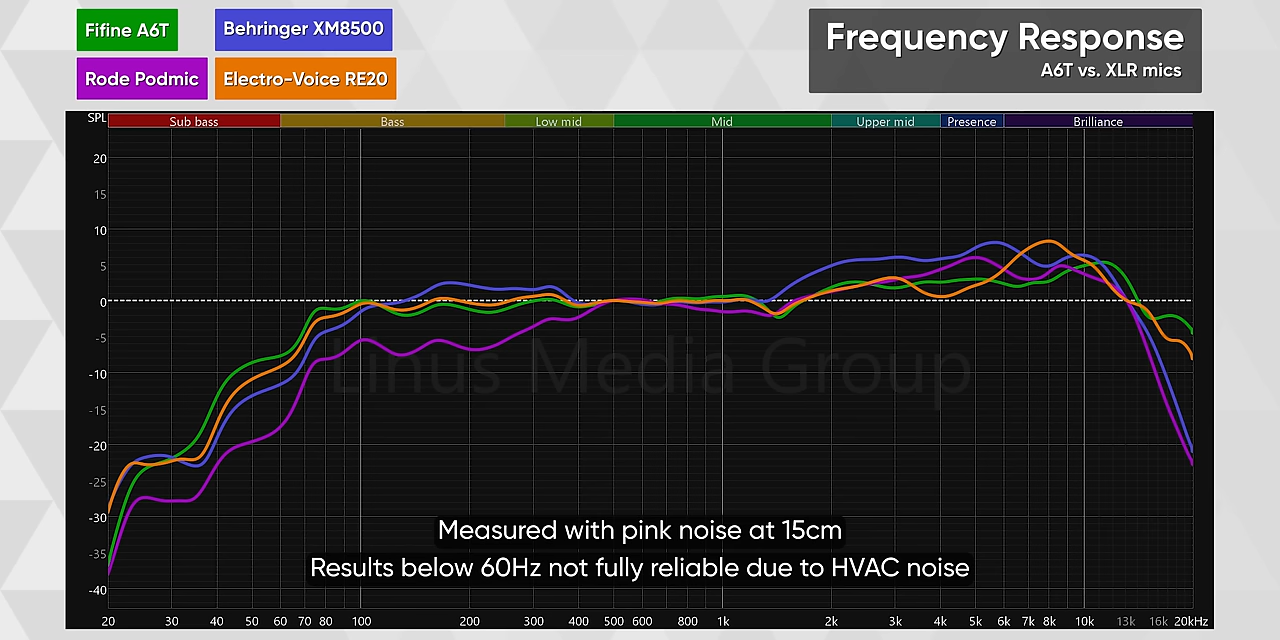 Fifine A6T
Behringer XM8500
Rode Podmic
Electro-Voice RE20
Frequency Response
A6T vs. XLR mics
SPL
Sub bass
Bass
Low mid
Mid
Upper mid
Presence
Brilliance
20
15
10
5
0
-5
-10
-15
-20
-25
-30
-35
-40
Linus Media Group
Measured with pink noise at 15cm
Results below 60Hz not fully reliable due to HVAC noise
20 30 40 50 60 70 80 100 200 300 400 500 600 800 1k 2k 3k 4k 5k 6k 7k 8k 10k 13k 16k 20kHz